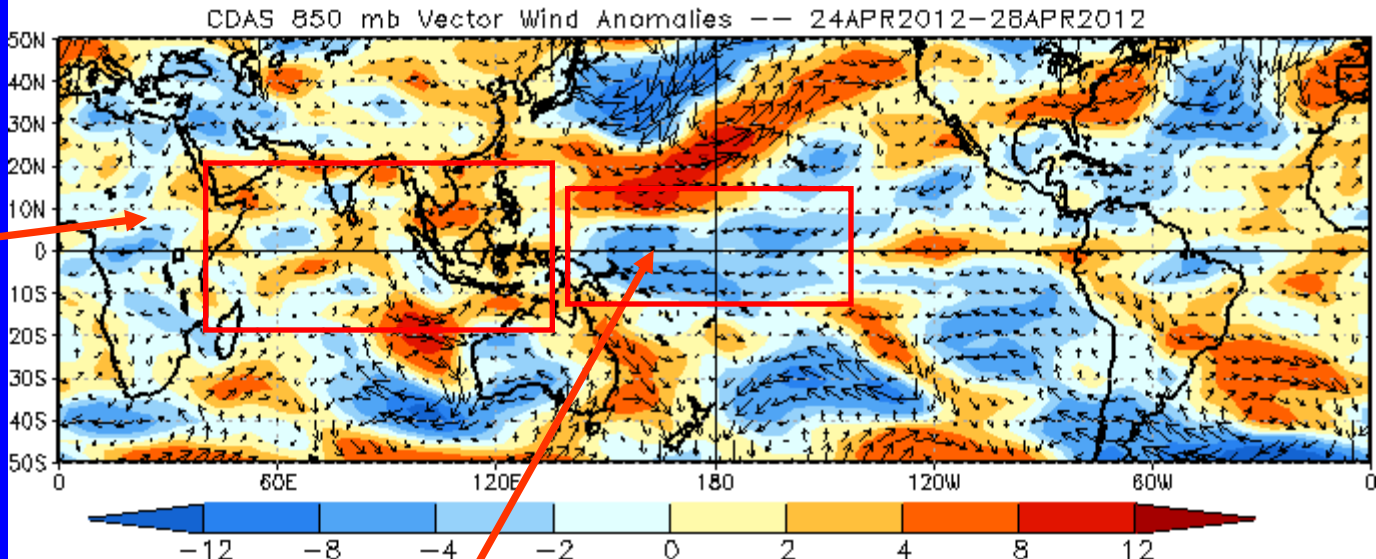 CDAS 850 mb Vector Wind Anomalies –– 24APR2012–28APR2012
50N
40N
30N
20N
10N
0
10S
20S
30S
40S
50S
0 60E 120E 180 120W 60W 0
−12 −8 −4 −2 0 2 4 8 12